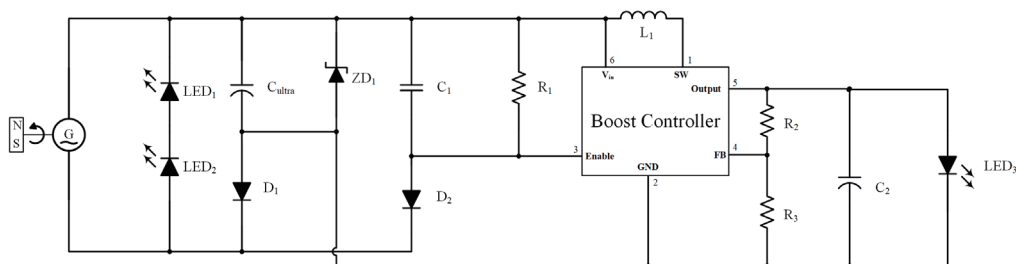 L1
6
1
Vin
SW
ZD1
LED1
Cultra
C1
R1
Output
5
N
S
G
Boost Controller
R2
LED2
3
Enable
FB
4
GND
2
D1
D2
C2
R3
LED3